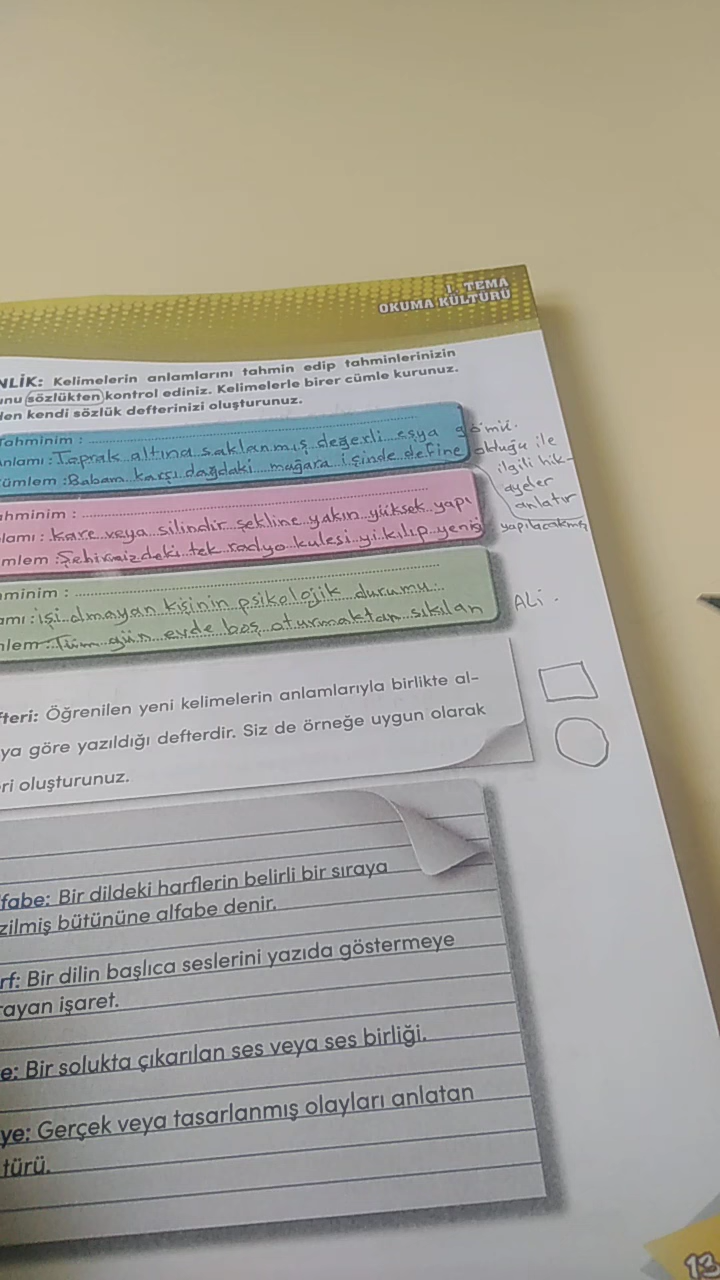 1. TEMA
OKUMA KÜLTÜRÜ
NLİK: Kelimelerin anlamlarını tahmin edip tahminlerinizin
unu sözlükten kontrol ediniz. Kelimelerle birer cümle kurunuz.
den kendi sözlük defterinizi oluşturunuz.
Tahminim :
nlamı : Toprak altına saklanmış değerli eşya gömü.
ümlem : Babam karşı dağdaki mağara içinde define olduğu ile
ilgili hik-
ayeler
anlatır
ahminim :
lamı : kare veya silindir şekline yakın yüksek yapı
mlem : Şehirmizdeki tek radyo kulesi yıkılıp yenisi yapılacakmış
minim :
amı : işi olmayan kişinin psikolojik durumu.
nlem : Tüm gün evde boş oturmaktan sıkılan ALi.
fteri: Öğrenilen yeni kelimelerin anlamlarıyla birlikte al-
ya göre yazıldığı defterdir. Siz de örneğe uygun olarak
ri oluşturunuz.
fabe: Bir dildeki harflerin belirli bir sıraya
zilmiş bütününe alfabe denir.
rf: Bir dilin başlıca seslerini yazıda göstermeye
rayan işaret.
e: Bir solukta çıkarılan ses veya ses birliği.
ye: Gerçek veya tasarlanmış olayları anlatan
türü.
13